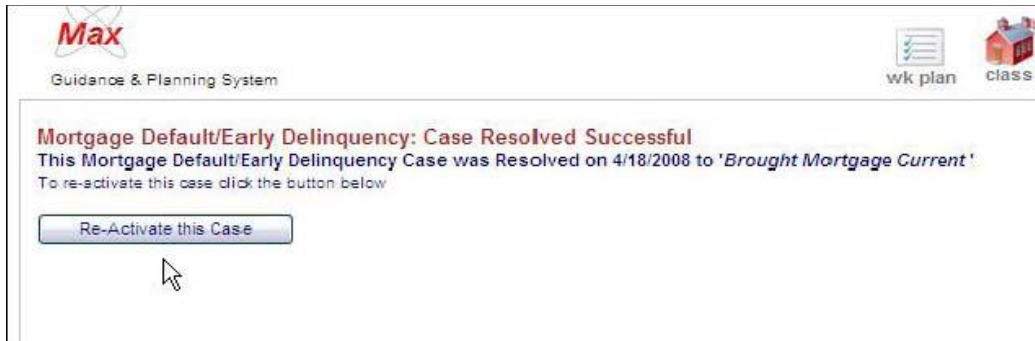 Max
Guidance & Planning System
wk plan
class
Mortgage Default/Early Delinquency: Case Resolved Successful
This Mortgage Default/Early Delinquency Case was Resolved on 4/18/2008 to 'Brought Mortgage Current'
To re-activate this case click the button below
Re-Activate this Case